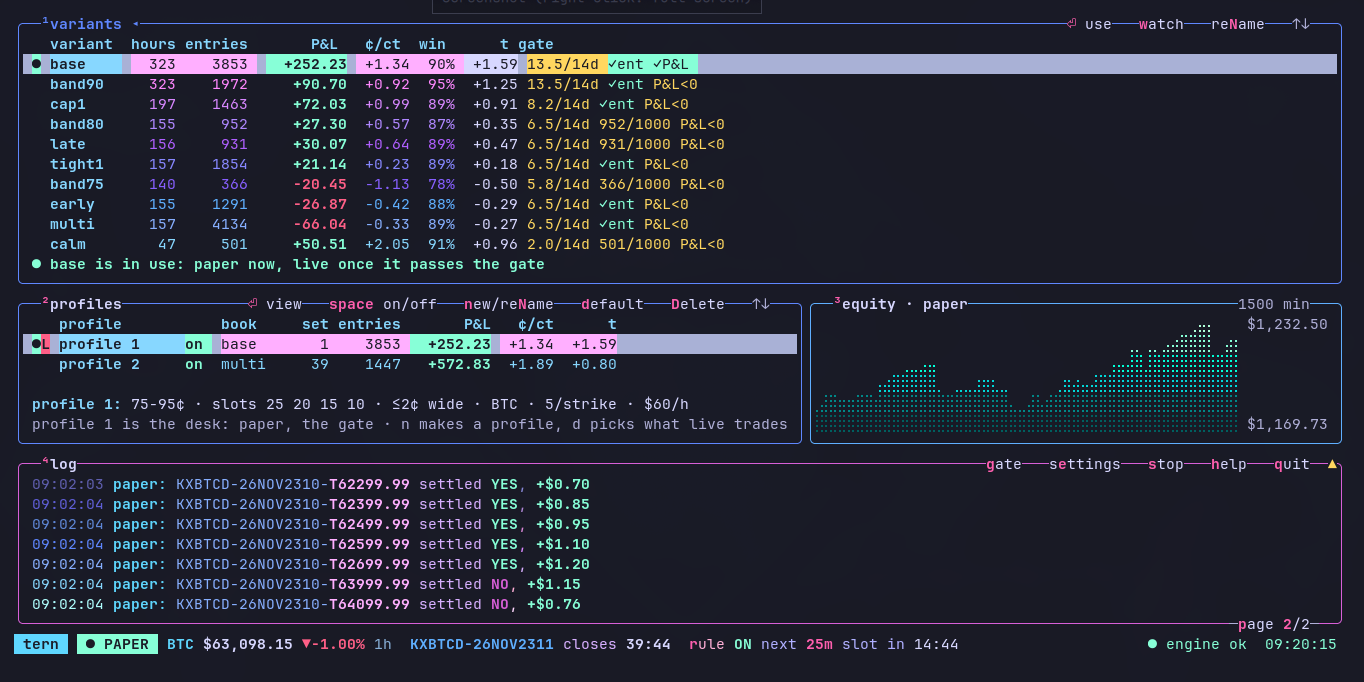 ¹variants ◂ ⏎ use watch reName ↑↓
variant hours entries P&L ¢/ct win t gate
● base 323 3853 +252.23 +1.34 90% +1.59 13.5/14d ✓ent ✓P&L
band90 323 1972 +90.70 +0.92 95% +1.25 13.5/14d ✓ent P&L<0
cap1 197 1463 +72.03 +0.99 89% +0.91 8.2/14d ✓ent P&L<0
band80 155 952 +27.30 +0.57 87% +0.35 6.5/14d 952/1000 P&L<0
late 156 931 +30.07 +0.64 89% +0.47 6.5/14d 931/1000 P&L<0
tight1 157 1854 +21.14 +0.23 89% +0.18 6.5/14d ✓ent P&L<0
band75 140 366 -20.45 -1.13 78% -0.50 5.8/14d 366/1000 P&L<0
early 155 1291 -26.87 -0.42 88% -0.29 6.5/14d ✓ent P&L<0
multi 157 4134 -66.04 -0.33 89% -0.27 6.5/14d ✓ent P&L<0
calm 47 501 +50.51 +2.05 91% +0.96 2.0/14d 501/1000 P&L<0
● base is in use: paper now, live once it passes the gate
²profiles ⏎ view space on/off new/reName default Delete ↑↓
profile book set entries P&L ¢/ct t
●L profile 1 on base 1 3853 +252.23 +1.34 +1.59
profile 2 on multi 39 1447 +572.83 +1.89 +0.80
profile 1: 75-95¢ · slots 25 20 15 10 · ≤2¢ wide · BTC · 5/strike · $60/h
profile 1 is the desk: paper, the gate · n makes a profile, d picks what live trades
³equity · paper 1500 min
$1,232.50
$1,169.73
⁴log gate settings stop help quit ▲
09:02:03 paper: KXBTCD-26NOV2310-T62299.99 settled YES, +$0.70
09:02:04 paper: KXBTCD-26NOV2310-T62399.99 settled YES, +$0.85
09:02:04 paper: KXBTCD-26NOV2310-T62499.99 settled YES, +$0.95
09:02:04 paper: KXBTCD-26NOV2310-T62599.99 settled YES, +$1.10
09:02:04 paper: KXBTCD-26NOV2310-T62699.99 settled YES, +$1.20
09:02:04 paper: KXBTCD-26NOV2310-T63999.99 settled NO, +$1.15
09:02:04 paper: KXBTCD-26NOV2310-T64099.99 settled NO, +$0.76
page 2/2
tern ● PAPER BTC $63,098.15 ▼-1.00% 1h KXBTCD-26NOV2311 closes 39:44 rule ON next 25m slot in 14:44 ● engine ok 09:20:15